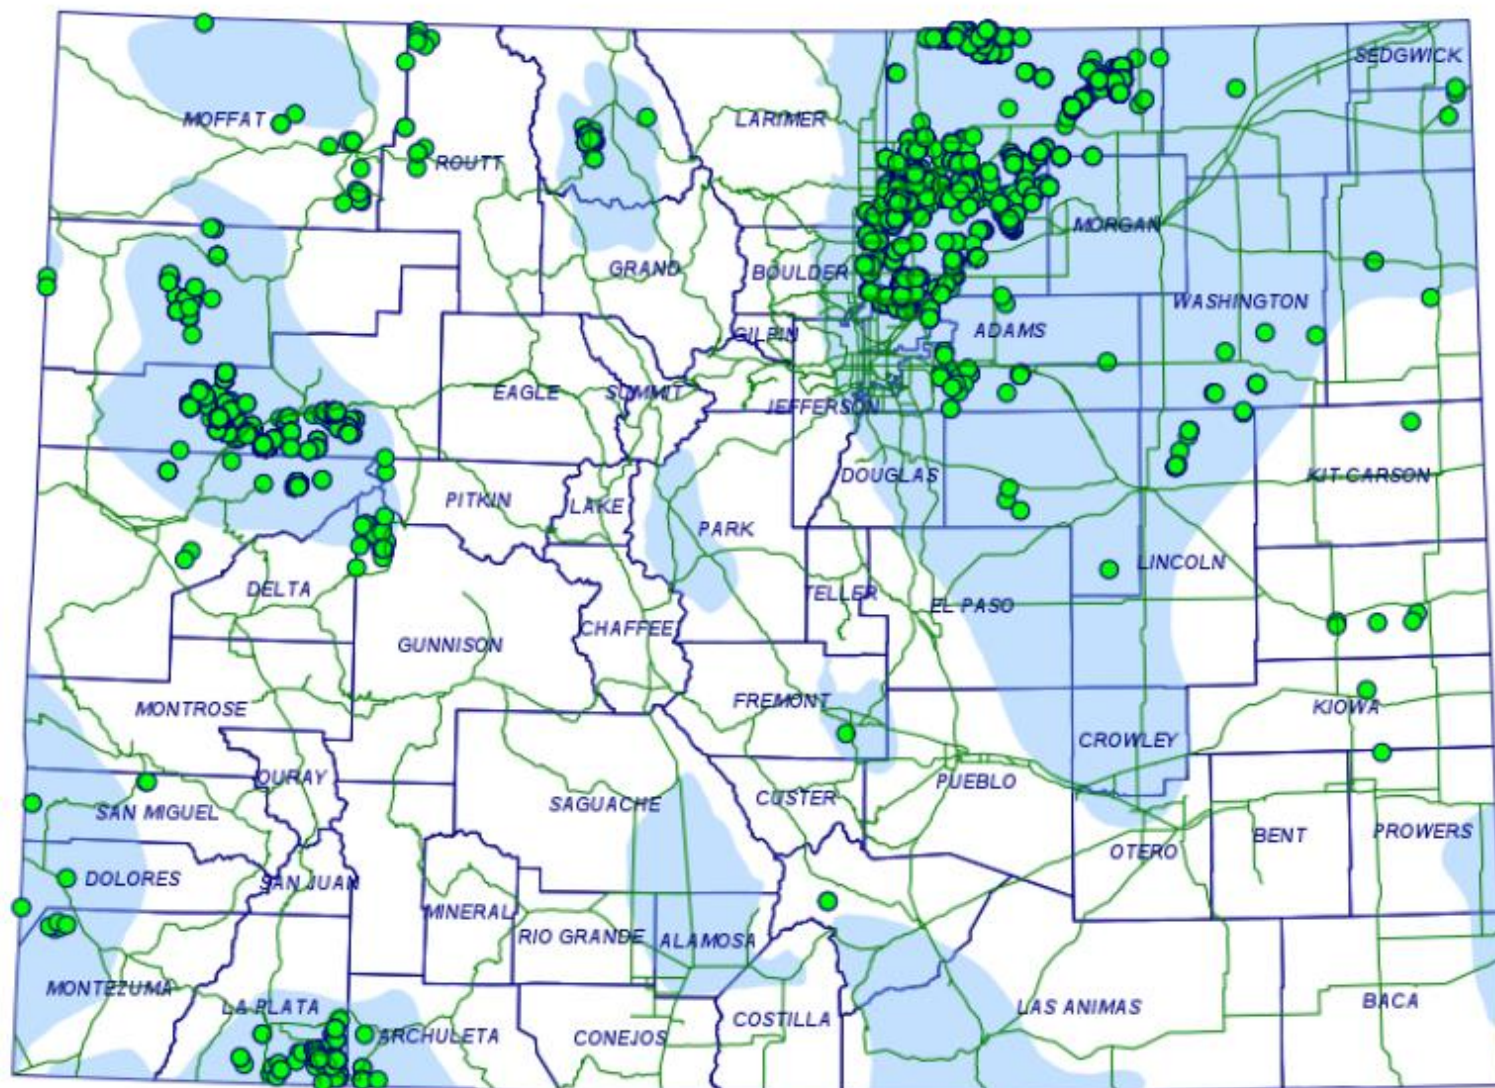 SEDGWICK
MOFFAT
LARIMER
ROUTT
MORGAN
GRAND
BOULDER
WASHINGTON
GILPIN
ADAMS
EAGLE
SUMMIT
JEFFERSON
DOUGLAS
KIT CARSON
PITKIN
LAKE
PARK
LINCOLN
DELTA
TELLER
EL PASO
CHAFFEE
GUNNISON
FREMONT
MONTROSE
KIOWA
CROWLEY
OURAY
PUEBLO
SAGUACHE
CUSTER
SAN MIGUEL
BENT
PROWERS
OTERO
DOLORES
SAN JUAN
MINERAL
RIO GRANDE
ALAMOSA
MONTEZUMA
LA PLATA
LAS ANIMAS
BACA
COSTILLA
ARCHULETA
CONEJOS